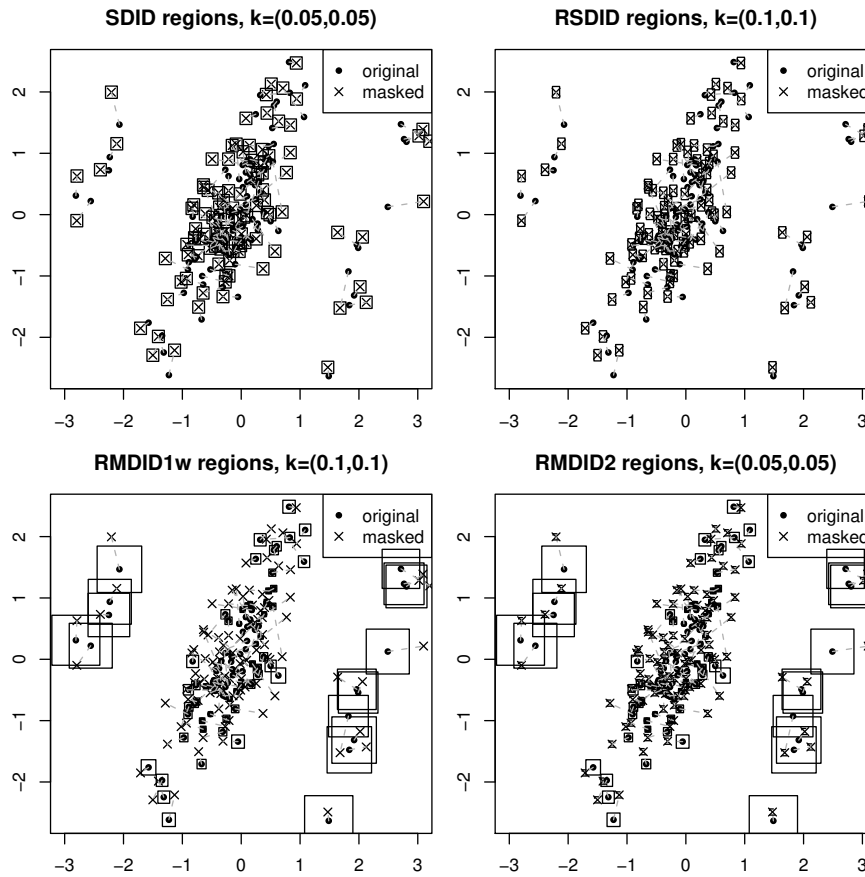 SDID regions, k=(0.05,0.05)
original
masked
2
1
0
−1
−2
−3 −2 −1 0 1 2 3
RSDID regions, k=(0.1,0.1)
original
masked
2
1
0
−1
−2
−3 −2 −1 0 1 2 3
RMDID1w regions, k=(0.1,0.1)
original
masked
2
1
0
−1
−2
−3 −2 −1 0 1 2 3
RMDID2 regions, k=(0.05,0.05)
original
masked
2
1
0
−1
−2
−3 −2 −1 0 1 2 3